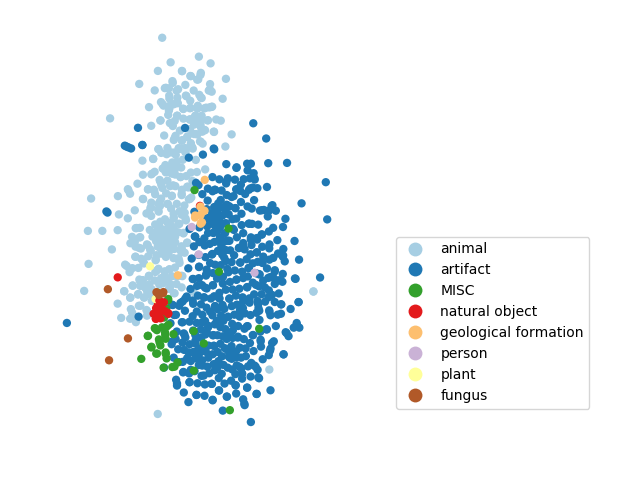 animal
artifact
MISC
natural object
geological formation
person
plant
fungus